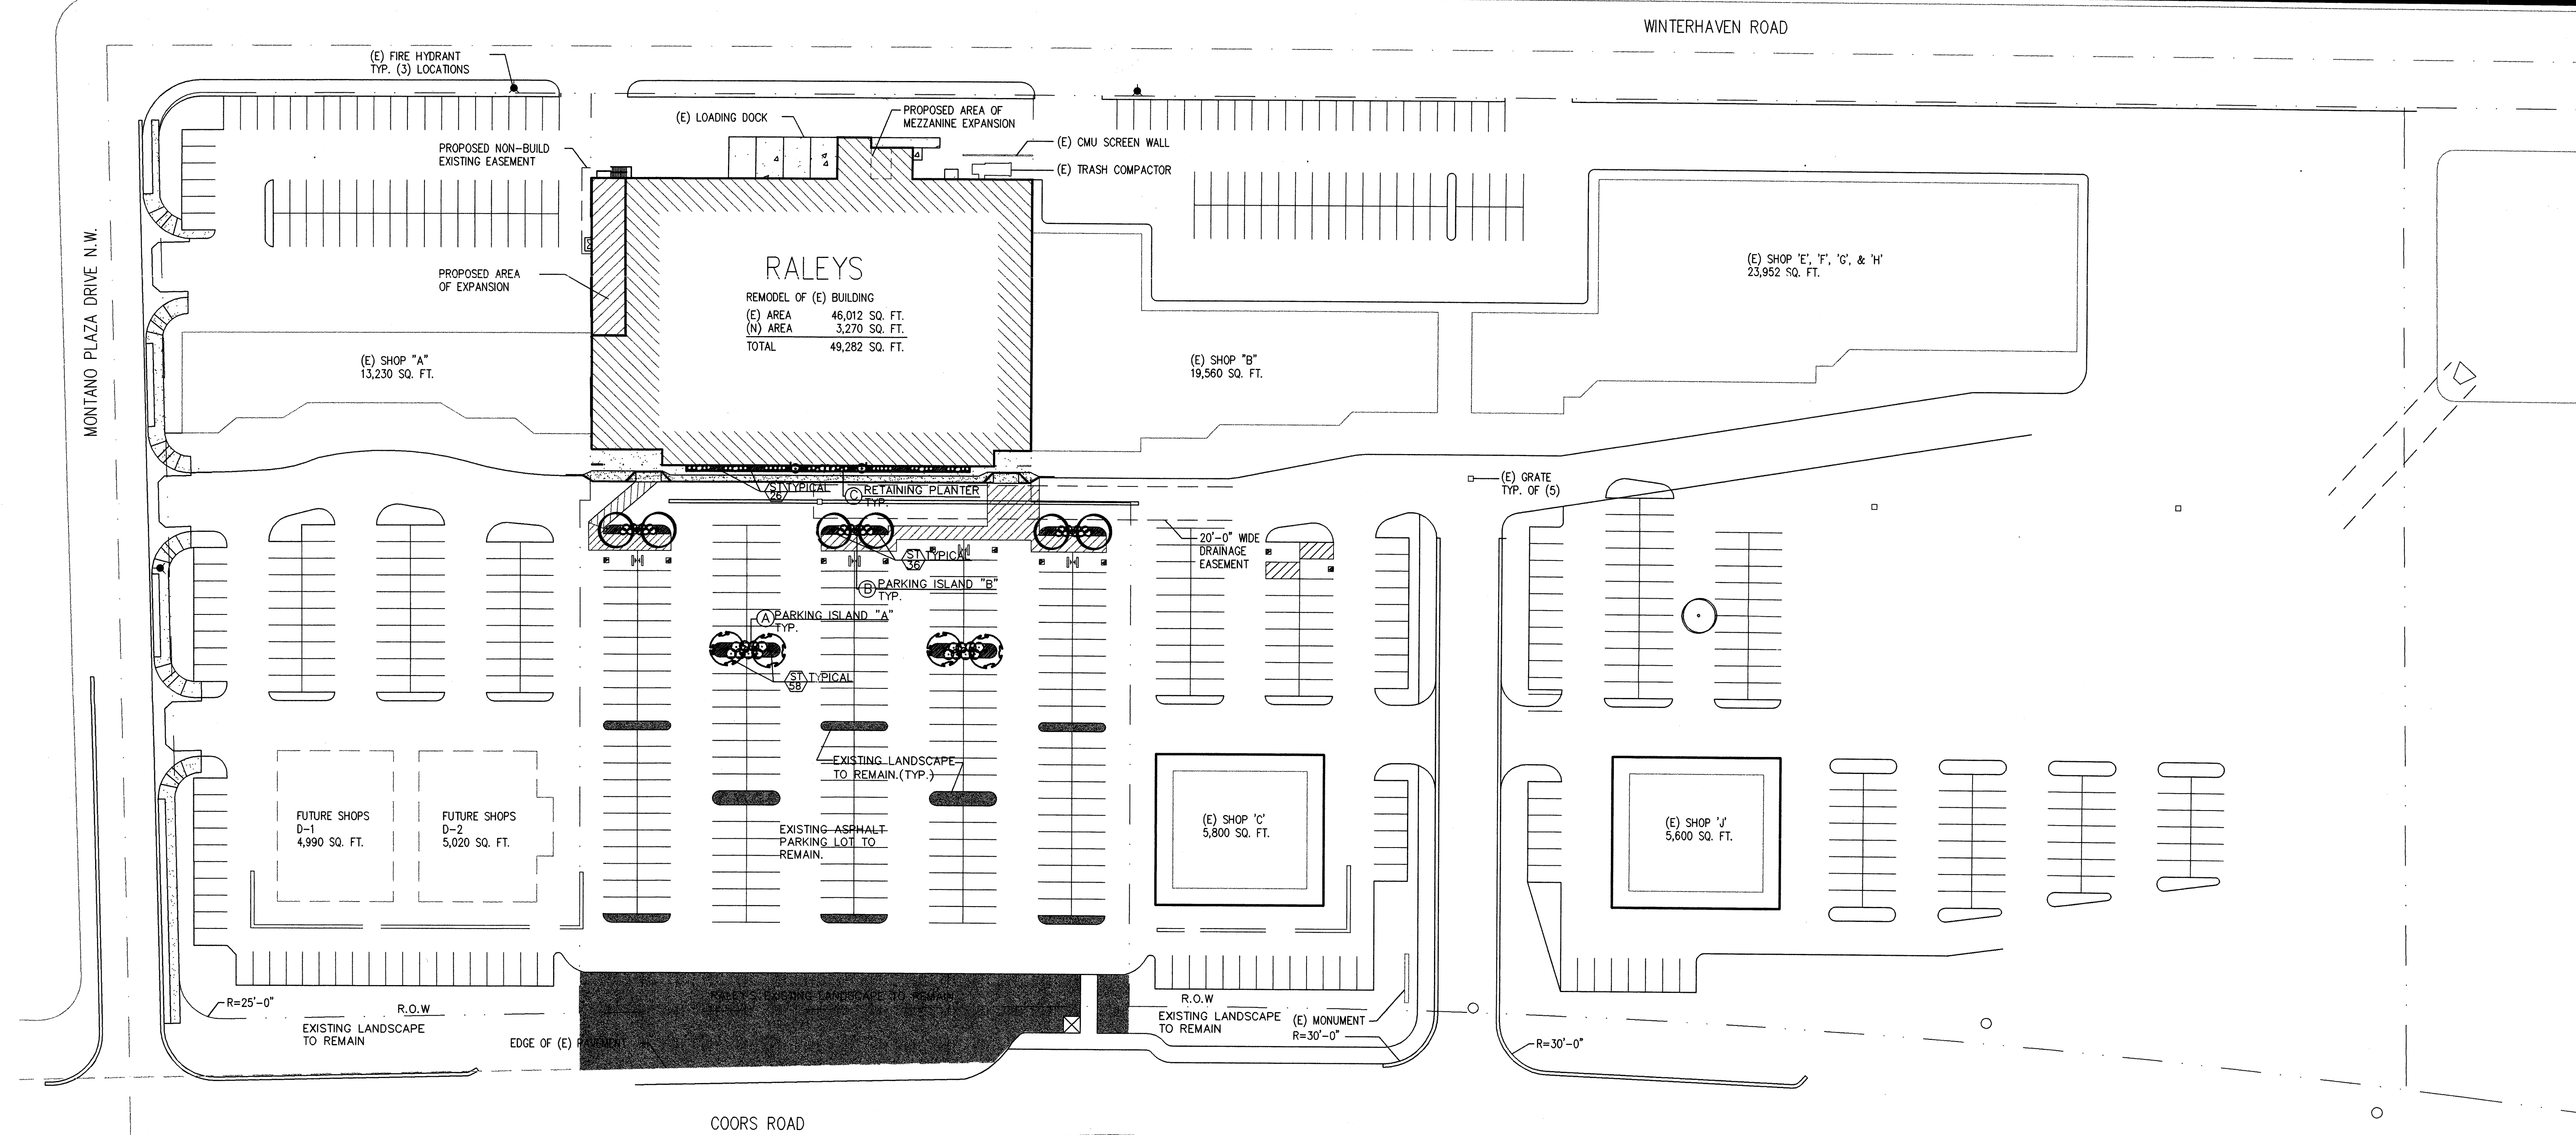 WINTERHAVEN ROAD
(E) FIRE HYDRANT
TYP. (3) LOCATIONS
(E) LOADING DOCK
PROPOSED AREA OF
MEZZANINE EXPANSION
(E) CMU SCREEN WALL
(E) TRASH COMPACTOR
PROPOSED NON-BUILD
EXISTING EASEMENT
MONTANO PLAZA DRIVE N.W.
PROPOSED AREA
OF EXPANSION
RALEYS
REMODEL OF (E) BUILDING
(E) AREA 46,012 SQ. FT.
(N) AREA 3,270 SQ. FT.
TOTAL 49,282 SQ. FT.
(E) SHOP 'E', 'F', 'G', & 'H'
23,952 SQ. FT.
(E) SHOP "A"
13,230 SQ. FT.
(E) SHOP "B"
19,560 SQ. FT.
ST TYPICAL
26
C RETAINING PLANTER
TYP.
(E) GRATE
TYP. OF (5)
20'-0" WIDE
DRAINAGE
EASEMENT
ST TYPICAL
36
B PARKING ISLAND "B"
TYP.
A PARKING ISLAND "A"
TYP.
ST TYPICAL
58
EXISTING LANDSCAPE
TO REMAIN.(TYP.)
EXISTING ASPHALT
PARKING LOT TO
REMAIN.
FUTURE SHOPS
D-1
4,990 SQ. FT.
FUTURE SHOPS
D-2
5,020 SQ. FT.
(E) SHOP 'C'
5,800 SQ. FT.
(E) SHOP 'J'
5,600 SQ. FT.
R=25'-0"
R.O.W
EXISTING LANDSCAPE
TO REMAIN
RALEY'S EXISTING LANDSCAPE TO REMAIN
EDGE OF (E) PAVEMENT
R.O.W
EXISTING LANDSCAPE
TO REMAIN
(E) MONUMENT
R=30'-0"
R=30'-0"
COORS ROAD